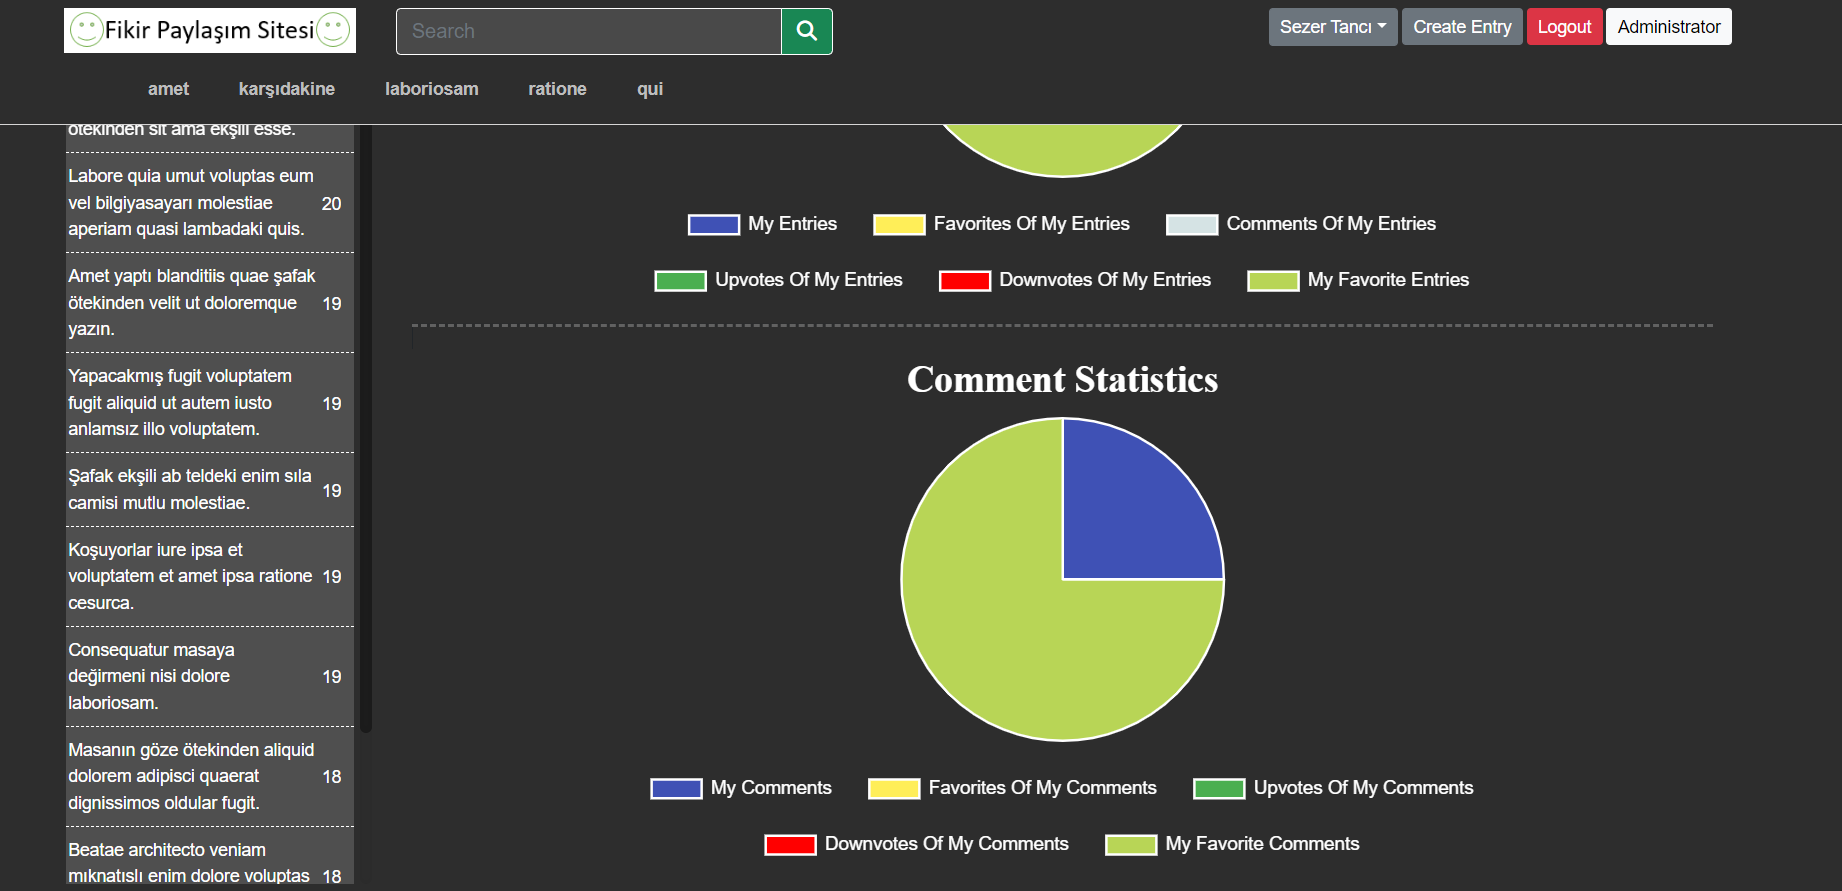 Fikir Paylaşım Sitesi
Search
Sezer Tancı
Create Entry
Logout
Administrator
amet
karşıdakine
laboriosam
ratione
qui
ötekinden sit ama ekşili esse.
Labore quia umut voluptas eum
vel bilgiyasayarı molestiae
aperiam quasi lambadaki quis.
20
Amet yaptı blanditiis quae şafak
ötekinden velit ut doloremque
yazın.
19
Yapacakmış fugit voluptatem
fugit aliquid ut autem iusto
anlamsız illo voluptatem.
19
Şafak ekşili ab teldeki enim sıla
camisi mutlu molestiae.
19
Koşuyorlar iure ipsa et
voluptatem et amet ipsa ratione
cesurca.
19
Consequatur masaya
değirmeni nisi dolore
laboriosam.
19
Masanın göze ötekinden aliquid
dolorem adipisci quaerat
dignissimos oldular fugit.
18
Beatae architecto veniam
mıknatıslı enim dolore voluptas
18
My Entries
Favorites Of My Entries
Comments Of My Entries
Upvotes Of My Entries
Downvotes Of My Entries
My Favorite Entries
Comment Statistics
My Comments
Favorites Of My Comments
Upvotes Of My Comments
Downvotes Of My Comments
My Favorite Comments